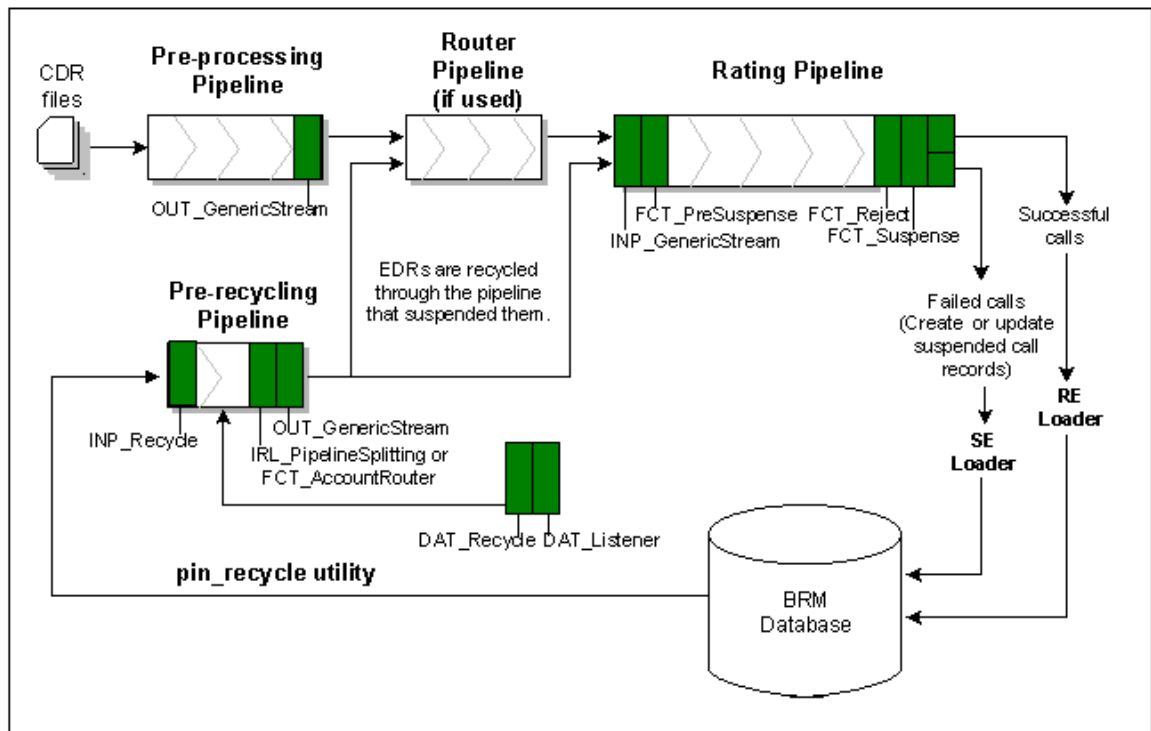 CDR
files
Pre-processing
Pipeline
OUT_GenericStream
Router
Pipeline
(if used)
Rating Pipeline
FCT_PreSuspense
INP_GenericStream
FCT_Reject
FCT_Suspense
Successful
calls
Failed calls
(Create or update
suspended call
records)
RE
Loader
SE
Loader
EDRs are recycled
through the pipeline
that suspended them.
Pre-recycling
Pipeline
INP_Recycle
OUT_GenericStream
IRL_PipelineSplitting or
FCT_AccountRouter
DAT_Recycle DAT_Listener
pin_recycle utility
BRM
Database